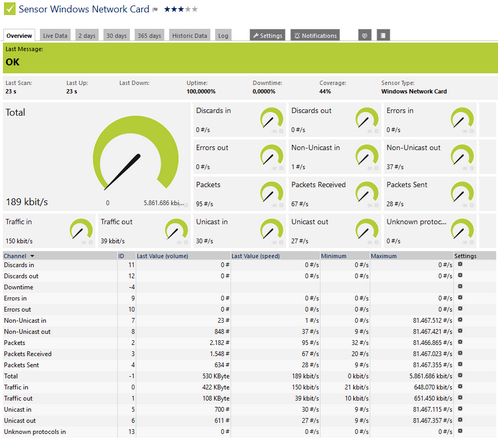 Sensor Windows Network Card
Overview Live Data 2 days 30 days 365 days Historic Data Log Settings Notifications
Last Message:
OK
Last Scan: Last Up: Last Down: Uptime: Downtime: Coverage: Sensor Type:
23 s 23 s 100,0000% 0,0000% 44% Windows Network Card
Total
189 kbit/s
0 5.861.686 kbi...
Discards in
0 #/s
Discards out
0 #/s
Errors in
0 #/s
Errors out
0 #/s
Non-Unicast in
1 #/s
Non-Unicast out
37 #/s
Packets
95 #/s
Packets Received
67 #/s
Packets Sent
28 #/s
Traffic in
150 kbit/s
Traffic out
39 kbit/s
Unicast in
30 #/s
Unicast out
27 #/s
Unknown protoc...
0 #/s
Channel ID Last Value (volume) Last Value (speed) Minimum Maximum Settings
Discards in 11 0 # 0 #/s 0 #/s 0 #/s
Discards out 12 0 # 0 #/s 0 #/s 0 #/s
Downtime -4
Errors in 9 0 # 0 #/s 0 #/s 0 #/s
Errors out 10 0 # 0 #/s 0 #/s 0 #/s
Non-Unicast in 7 23 # 1 #/s 0 #/s 81.467.512 #/s
Non-Unicast out 8 848 # 37 #/s 9 #/s 81.467.421 #/s
Packets 2 2.182 # 95 #/s 32 #/s 81.466.865 #/s
Packets Received 3 1.548 # 67 #/s 20 #/s 81.467.023 #/s
Packets Sent 4 634 # 28 #/s 9 #/s 81.467.355 #/s
Total -1 530 KByte 189 kbit/s 0 kbit/s 5.861.686 kbit/s
Traffic in 0 422 KByte 150 kbit/s 21 kbit/s 648.070 kbit/s
Traffic out 1 108 KByte 39 kbit/s 10 kbit/s 651.450 kbit/s
Unicast in 5 700 # 30 #/s 9 #/s 81.467.115 #/s
Unicast out 6 611 # 27 #/s 9 #/s 81.467.357 #/s
Unknown protocols in 13 0 # 0 #/s 0 #/s 0 #/s